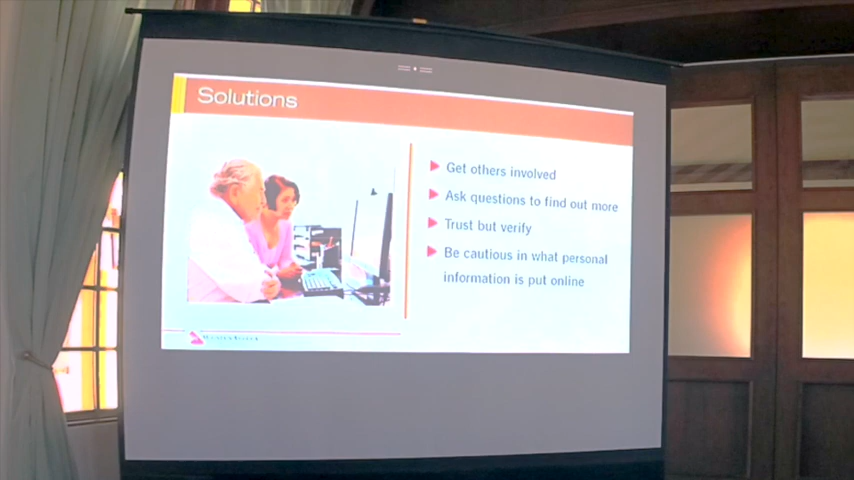 Solutions
Get others involved
Ask questions to find out more
Trust but verify
Be cautious in what personal
information is put online